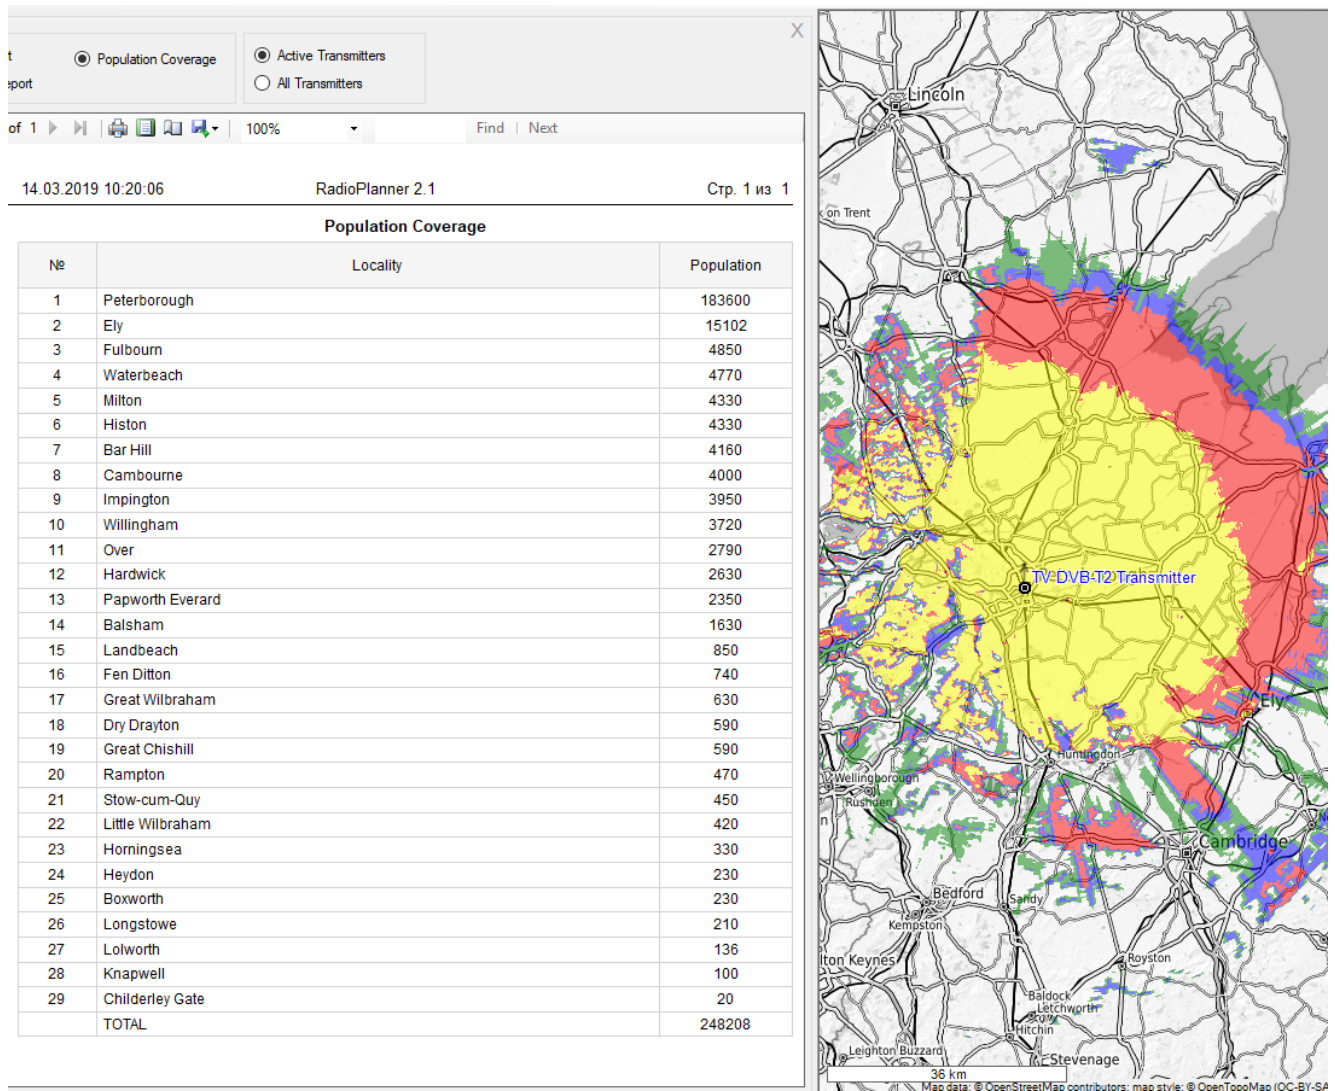 t
Population Coverage
Active Transmitters
X
eport
All Transmitters
of 1
100%
Find
Next
14.03.2019 10:20:06
RadioPlanner 2.1
Стр. 1 из 1
Population Coverage
№ Locality Population
1 Peterborough 183600
2 Ely 15102
3 Fulbourn 4850
4 Waterbeach 4770
5 Milton 4330
6 Histon 4330
7 Bar Hill 4160
8 Cambourne 4000
9 Impington 3950
10 Willingham 3720
11 Over 2790
12 Hardwick 2630
13 Papworth Everard 2350
14 Balsham 1630
15 Landbeach 850
16 Fen Ditton 740
17 Great Wilbraham 630
18 Dry Drayton 590
19 Great Chishill 590
20 Rampton 470
21 Stow-cum-Quy 450
22 Little Wilbraham 420
23 Horningsea 330
24 Heydon 230
25 Boxworth 230
26 Longstowe 210
27 Lolworth 136
28 Knapwell 100
29 Childerley Gate 20
TOTAL 248208
Lincoln
k on Trent
TV DVB-T2 Transmitter
Ely
Huntingdon
Wellingborough
Rushden
n
Cambridge
Bedford
Sandy
Kempston
lton Keynes
Royston
Baldock
Letchworth
Hitchin
Leighton Buzzard
Stevenage
36 km
Map data: © OpenStreetMap contributors; map style: © OpenTopoMap (OC-BY-SA